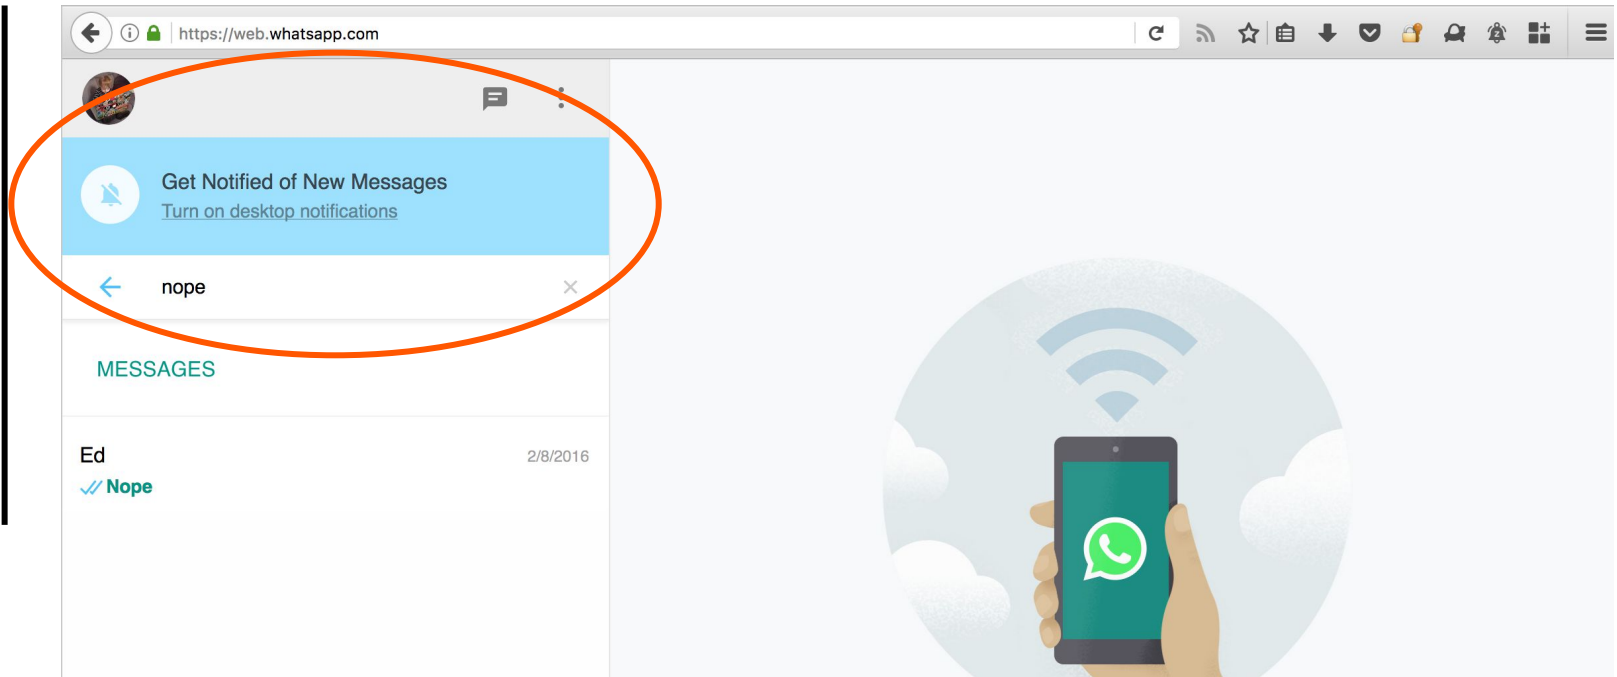 https://web.whatsapp.com
Get Notified of New Messages
Turn on desktop notifications
nope
MESSAGES
Ed
2/8/2016
Nope